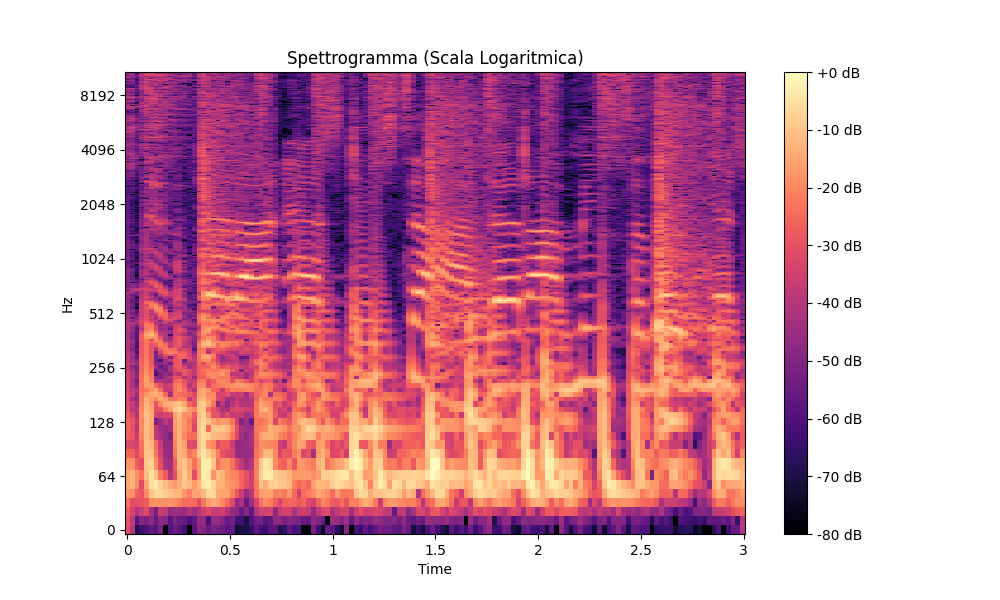 Spettrogramma (Scala Logaritmica)
8192
4096
2048
1024
512
256
128
64
0
Hz
0
0.5
1
1.5
2
2.5
3
Time
+0 dB
-10 dB
-20 dB
-30 dB
-40 dB
-50 dB
-60 dB
-70 dB
-80 dB